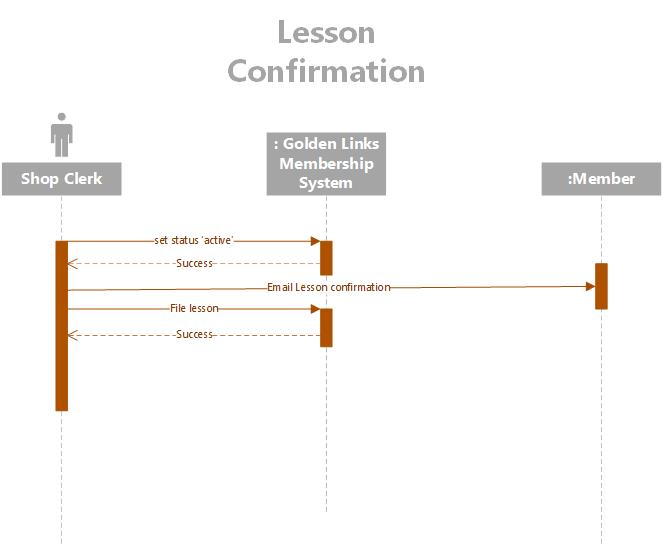 Lesson
Confirmation
Shop Clerk
: Golden Links
Membership
System
:Member
set status 'active'
Success
Email Lesson confirmation
File lesson
Success